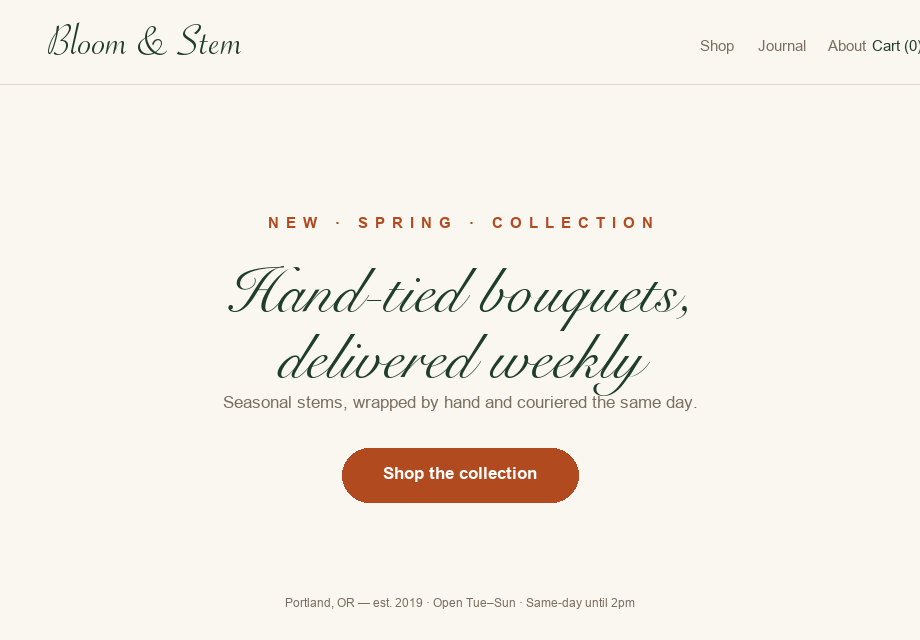 Bloom & Stem
Shop Journal About Cart (0)
NEW · SPRING · COLLECTION
Hand-tied bouquets,
delivered weekly
Seasonal stems, wrapped by hand and couriered the same day.
Shop the collection
Portland, OR — est. 2019 · Open Tue–Sun · Same-day until 2pm